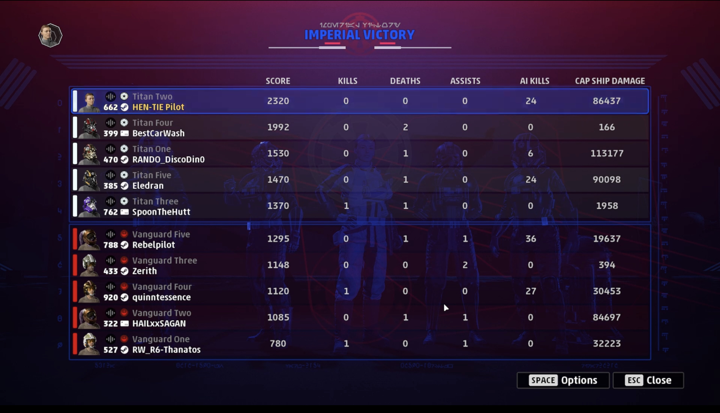 IMPERIAL VICTORY
SCORE KILLS DEATHS ASSISTS AI KILLS CAP SHIP DAMAGE
Titan Two
662 HEN-TIE Pilot 2320 0 0 0 24 86437
Titan Four
399 BestCarWash 1992 0 2 0 0 166
Titan One
470 RANDO_DiscoDin0 1530 0 1 0 6 113177
Titan Five
385 Eledran 1470 0 1 0 24 90098
Titan Three
762 SpoonTheHutt 1370 1 1 0 0 1958
Vanguard Five
788 Rebelpilot 1295 0 1 1 36 19637
Vanguard Three
433 Zerith 1148 0 0 2 0 394
Vanguard Four
920 quinntessence 1120 1 0 0 27 30453
Vanguard Two
322 HAILxxSAGAN 1085 0 1 1 0 84697
Vanguard One
527 RW_R6-Thanatos 780 1 0 1 0 32223
SPACE Options ESC Close